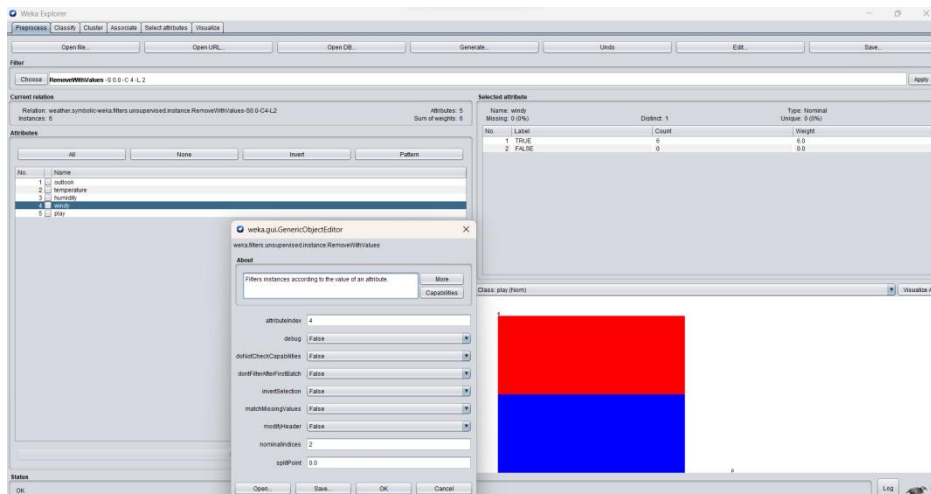 Weka Explorer
Preprocess Classify Cluster Associate Select attributes Visualize
Open file... Open URL... Open DB... Generate... Undo Edit... Save...
Filter
Choose RemoveWithValues -S 0.0 -C 4 -L 2 Apply
Current relation
Relation: weather.symbolic-weka.filters.unsupervised.instance.RemoveWithValues-S0.0-C4-L2 Attributes: 5
Instances: 6 Sum of weights: 6
Attributes
All None Invert Pattern
No. Name
1 outlook
2 temperature
3 humidity
4 windy
5 play
Status
OK
Selected attribute
Name: windy Type: Nominal
Missing: 0 (0%) Distinct: 1 Unique: 0 (0%)
No. Label Count Weight
1 TRUE 6 6.0
2 FALSE 0 0.0
Class: play (Nom) Visualize A
6
0
Log
weka.gui.GenericObjectEditor
weka.filters.unsupervised.instance.RemoveWithValues
About
Filters instances according to the value of an attribute. More
Capabilities
attributeIndex 4
debug False
doNotCheckCapabilities False
dontFilterAfterFirstBatch False
invertSelection False
matchMissingValues False
modifyHeader False
nominalIndices 2
splitPoint 0.0
Open... Save... OK Cancel